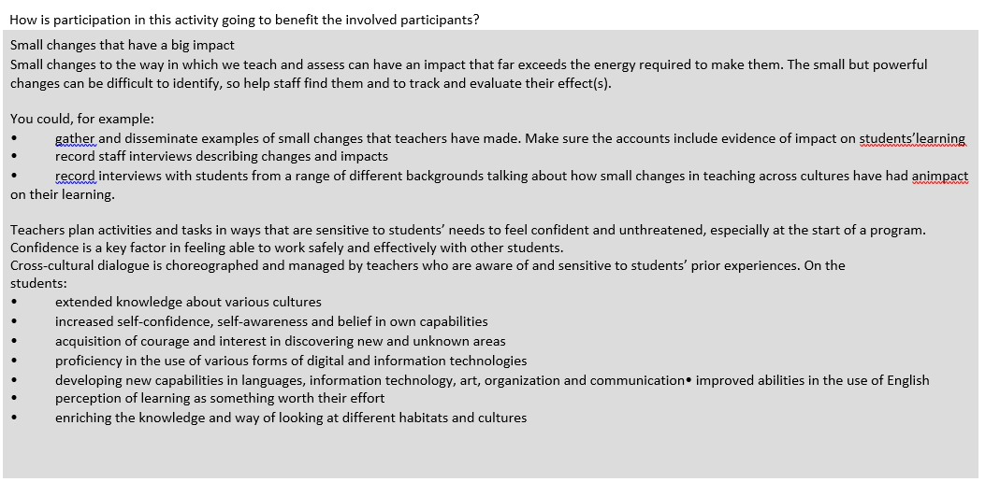 How is participation in this activity going to benefit the involved participants?
Small changes that have a big impact
Small changes to the way in which we teach and assess can have an impact that far exceeds the energy required to make them. The small but powerful
changes can be difficult to identify, so help staff find them and to track and evaluate their effect(s).
You could, for example:
• gather and disseminate examples of small changes that teachers have made. Make sure the accounts include evidence of impact on students'learning
• record staff interviews describing changes and impacts
• record interviews with students from a range of different backgrounds talking about how small changes in teaching across cultures have had animpact
on their learning.
Teachers plan activities and tasks in ways that are sensitive to students' needs to feel confident and unthreatened, especially at the start of a program.
Confidence is a key factor in feeling able to work safely and effectively with other students.
Cross-cultural dialogue is choreographed and managed by teachers who are aware of and sensitive to students' prior experiences. On the
students:
• extended knowledge about various cultures
• increased self-confidence, self-awareness and belief in own capabilities
• acquisition of courage and interest in discovering new and unknown areas
• proficiency in the use of various forms of digital and information technologies
• developing new capabilities in languages, information technology, art, organization and communication• improved abilities in the use of English
• perception of learning as something worth their effort
• enriching the knowledge and way of looking at different habitats and cultures